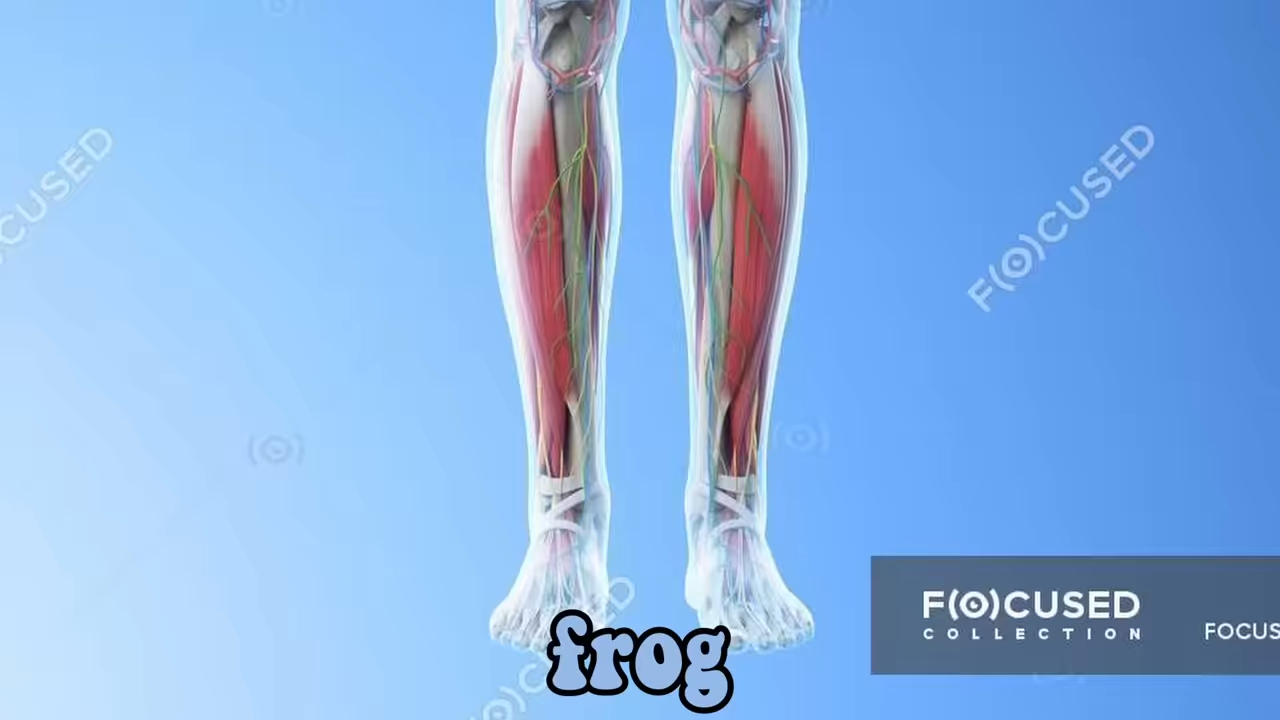 F(O)CUSED
F(O)CUSED
F(O)CUSED
COLLECTION
FOCUS
frog